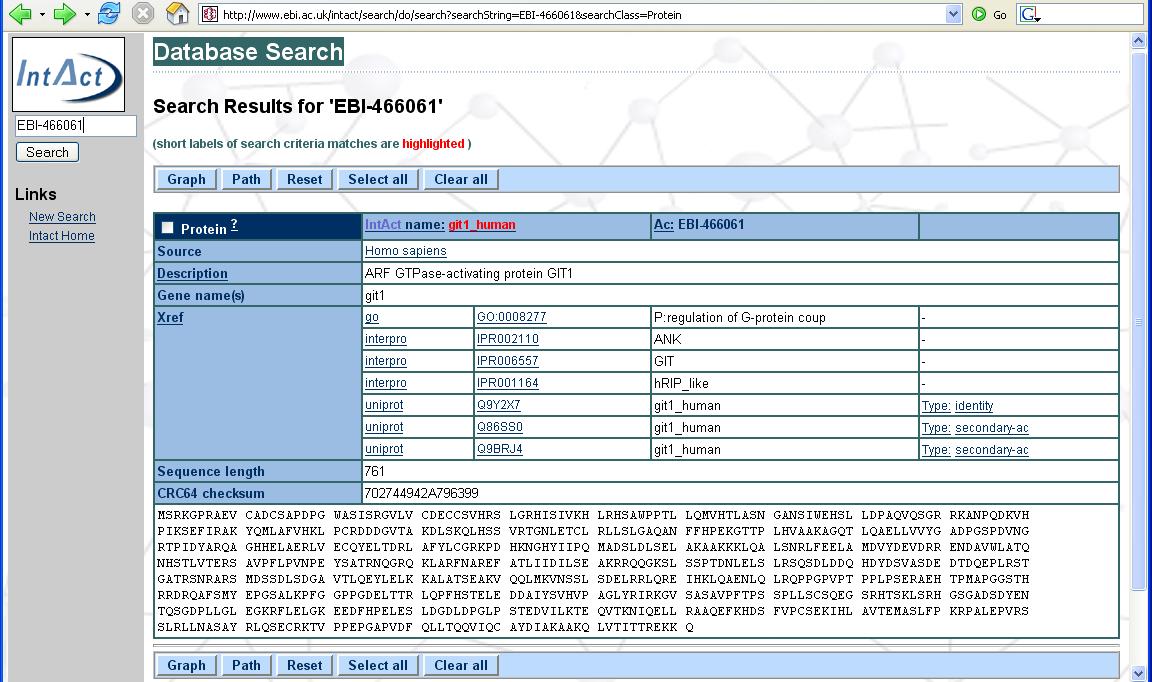 http://www.ebi.ac.uk/intact/search/do/search?searchString=EBI-466061&searchClass=Protein Go G
IntAct
EBI-466061
Search
Links
New Search
Intact Home
Database Search
Search Results for 'EBI-466061'
(short labels of search criteria matches are highlighted )
Graph Path Reset Select all Clear all
Protein ? IntAct name: git1_human Ac: EBI-466061
Source Homo sapiens
Description ARF GTPase-activating protein GIT1
Gene name(s) git1
Xref go GO:0008277 P:regulation of G-protein coup -
interpro IPR002110 ANK -
interpro IPR006557 GIT -
interpro IPR001164 hRIP_like -
uniprot Q9Y2X7 git1_human Type: identity
uniprot Q86SS0 git1_human Type: secondary-ac
uniprot Q9BRJ4 git1_human Type: secondary-ac
Sequence length 761
CRC64 checksum 702744942A796399
MSRKGPRAEV CADCSAPDPG WASISRGVLV CDECCSVHRS LGRHISIVKH LRHSAWPPTL LQMVHTLASN GANSIWEHSL LDPAQVQSGR RKANPQDKVH
PIKSEFIRAK YQMLAFVHKL PCRDDDGVTA KDLSKQLHSS VRTGNLETCL RLLSLGAQAN FFHPEKGTTP LHVAAKAGQT LQAELLVVYG ADPGSPDVNG
RTPIDYARQA GHHELAERLV ECQYELTDRL AFYLCGRKPD HKNGHYIIPQ MADSLDLSEL AKAAKKKLQA LSNRLFEELA MDVYDEVDRR ENDAVWLATQ
NHSTLVTERS AVPFLPVNPE YSATRNQGRQ KLARFNAREF ATLIIDILSE AKRRQQGKSL SSPTDNLELS LRSQSDLDDQ HDYDSVASDE DTDQEPLRST
GATRSNRARS MDSSDLSDGA VTLQEYLELK KALATSEAKV QQLMKVNSSL SDELRRLQRE IHKLQAENLQ LRQPPGPVPT PPLPSERAEH TPMAPGGSTH
RRDRQAFSMY EPGSALKPFG GPPGDELTTR LQPFHSTELE DDAIYSVHVP AGLYRIRKGV SASAVPFTPS SPLLSCSQEG SRHTSKLSRH GSGADSDYEN
TQSGDPLLGL EGKRFLELGK EEDFHPELES LDGDLDPGLP STEDVILKTE QVTKNIQELL RAAQEFKHDS FVPCSEKIHL AVTEMASLFP KRPALEPVRS
SLRLLNASAY RLQSECRKTV PPEPGAPVDF QLLTQQVIQC AYDIAKAAKQ LVTITTREKK Q
Graph Path Reset Select all Clear all